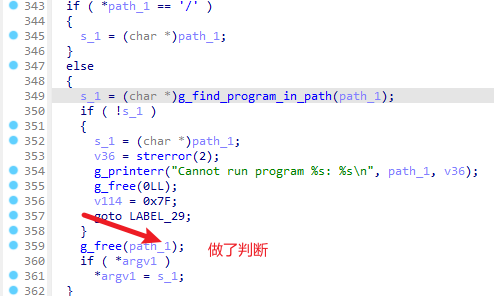 343 if ( *path_1 == '/' )
344 {
345 s_1 = (char *)path_1;
346 }
347 else
348 {
349 s_1 = (char *)g_find_program_in_path(path_1);
350 if ( !s_1 )
351 {
352 s_1 = (char *)path_1;
353 v36 = strerror(2);
354 g_printerr("Cannot run program %s: %s\n", path_1, v36);
355 g_free(0LL);
356 v114 = 0x7F;
357 goto LABEL_29;
358 }
359 g_free(path_1); 做了判断
360 if ( *argv1 )
361 *argv1 = s_1;
362 }